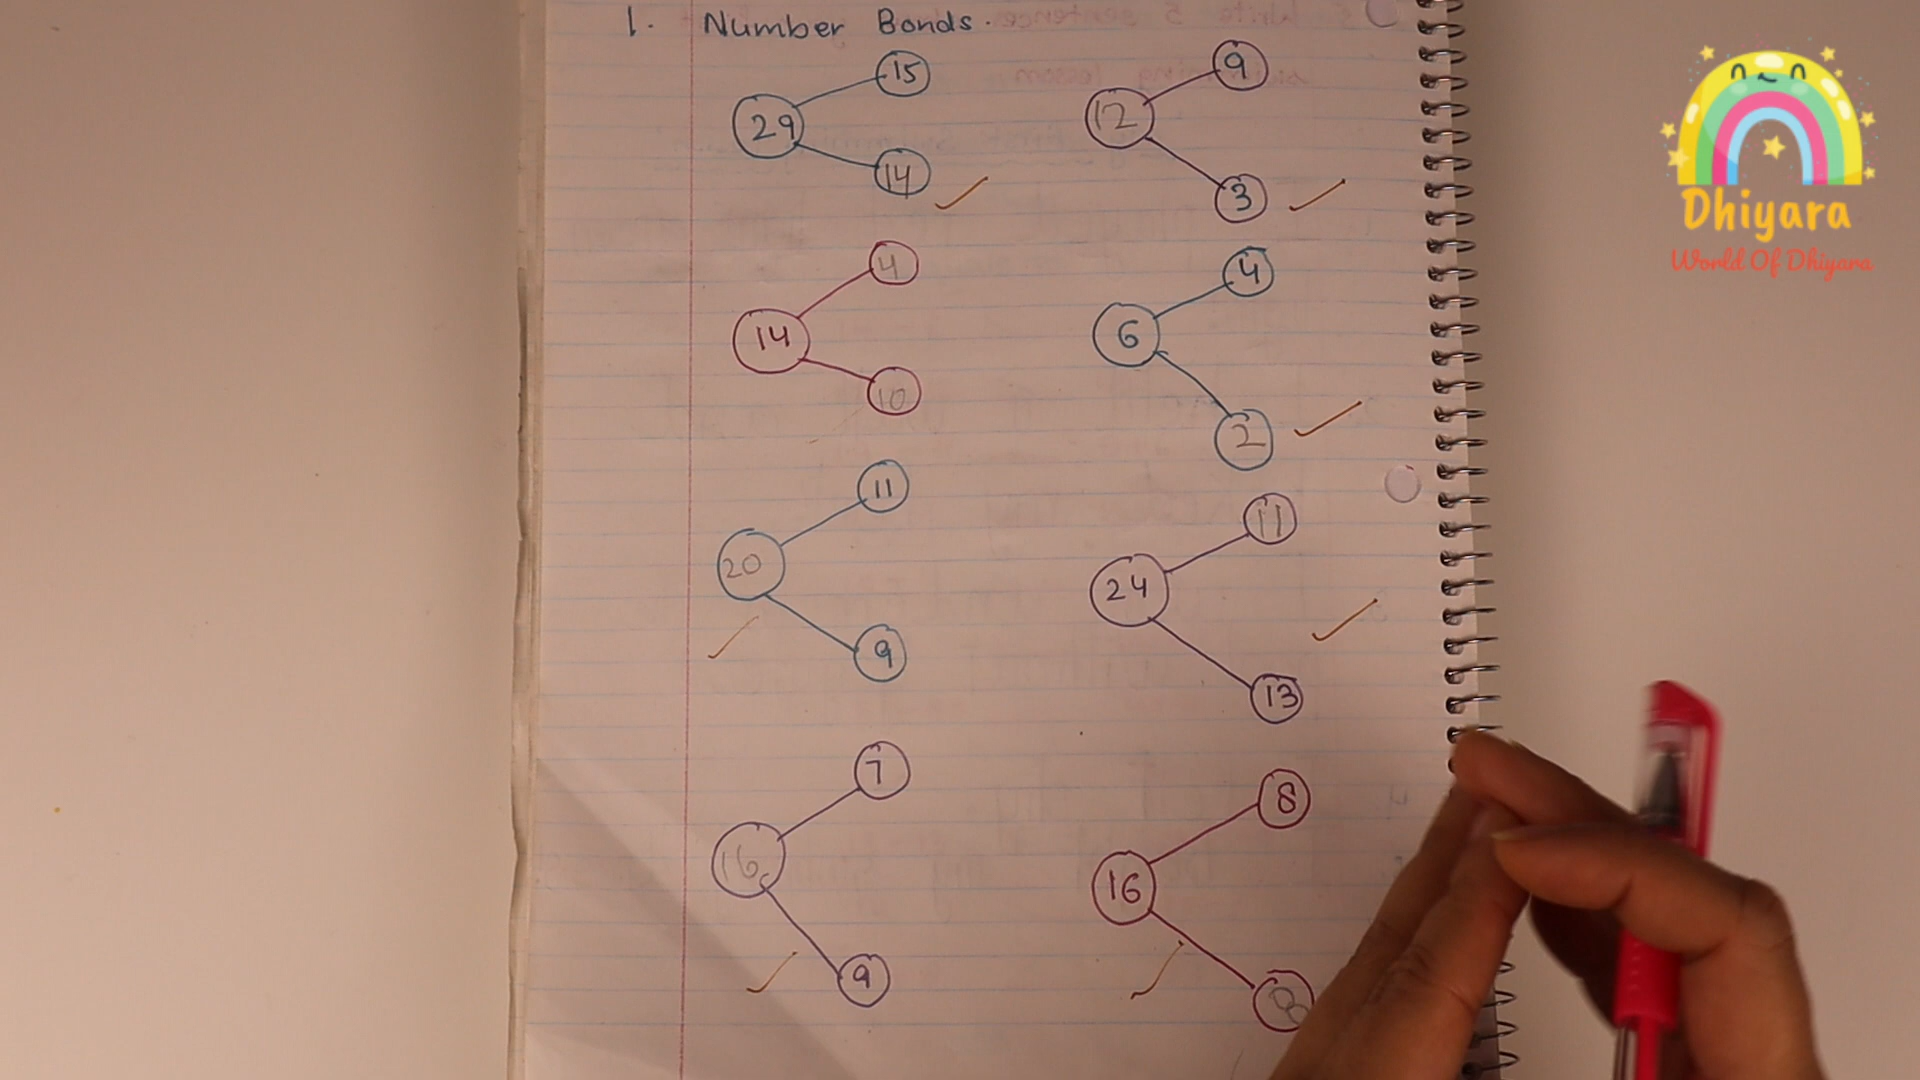 1. Number Bonds.
29 15 14
12 9 3
14 4 10
6 4 2
20 11 9
24 11 13
16 7 9
16 8 8
Dhiyara
World Of Dhiyara